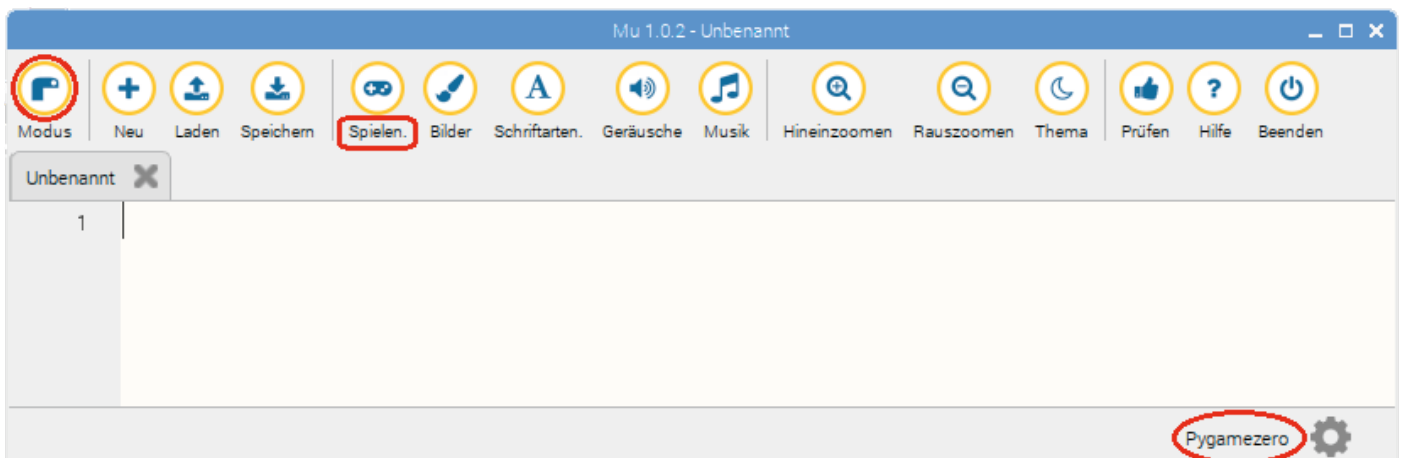 Mu 1.0.2 - Unbenannt
Modus Neu Laden Speichern Spielen. Bilder Schriftarten. Geräusche Musik Hineinzoomen Rauszoomen Thema Prüfen Hilfe Beenden
Unbenannt
1
Pygamezero